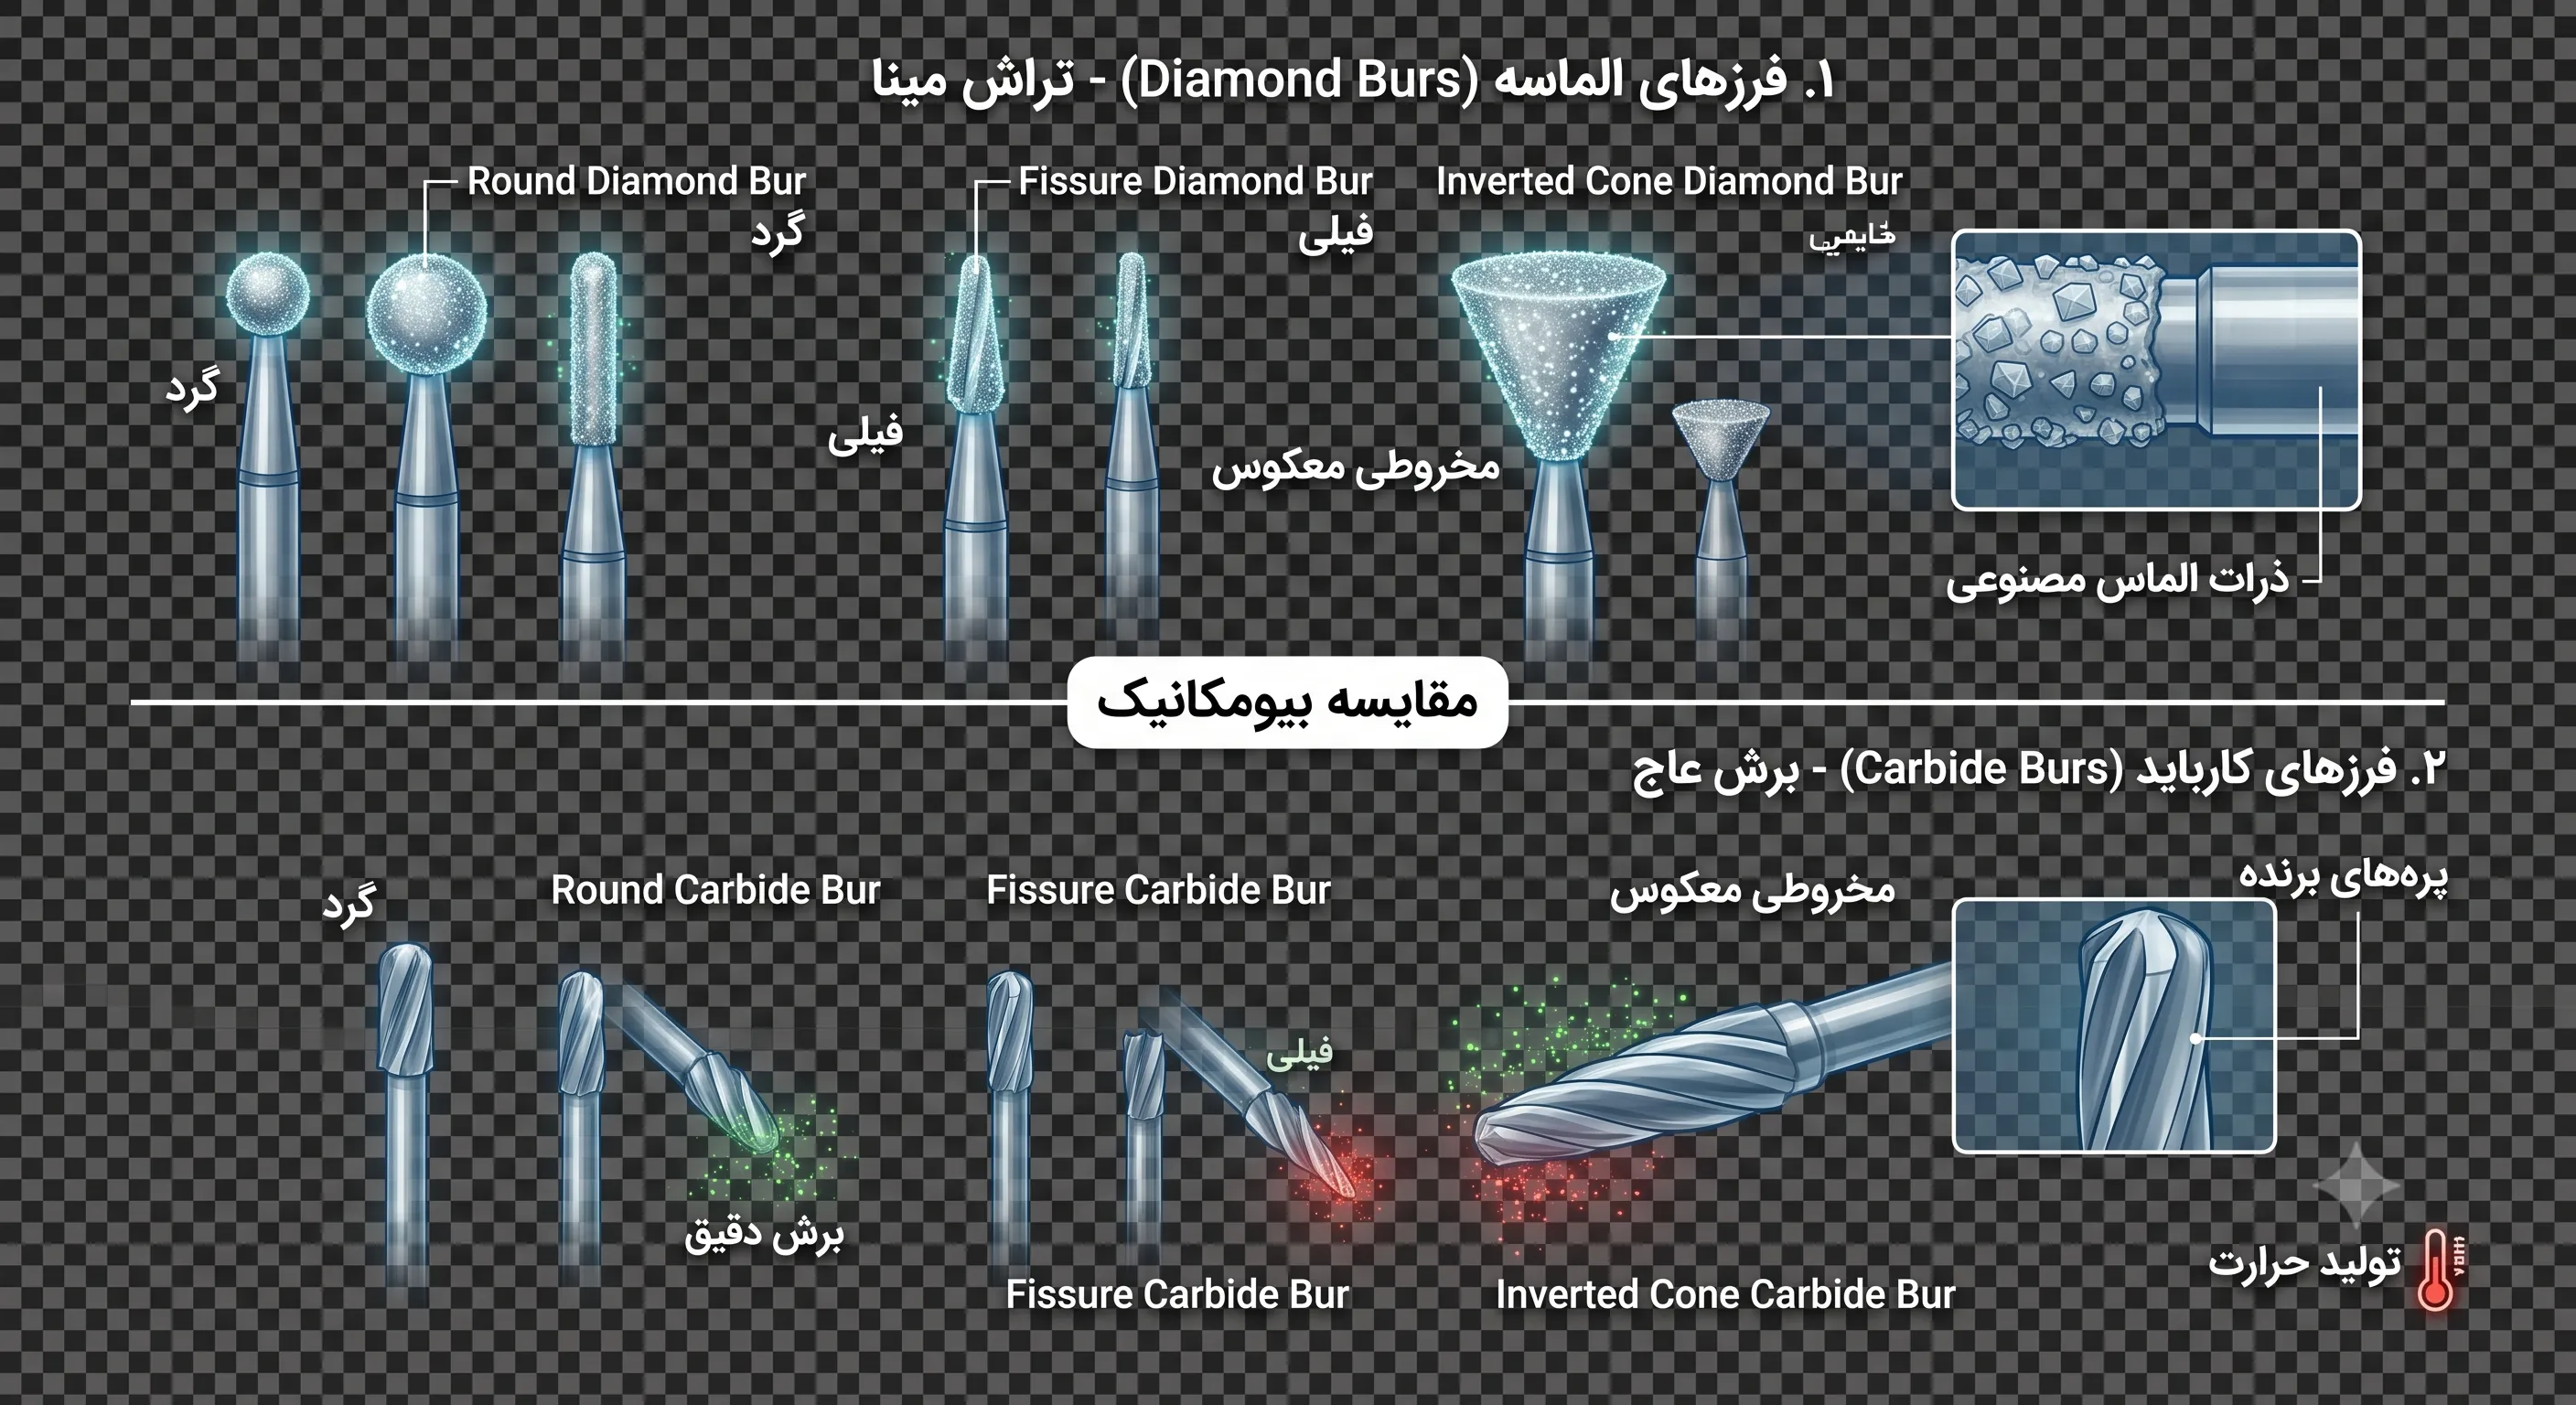 ۱. فرزهای الماسه (Diamond Burs) - تراش مینا
Round Diamond Bur
گرد
Fissure Diamond Bur
فیلی
Inverted Cone Diamond Bur
گرد
فیلی
مخروطی معکوس
ذرات الماس مصنوعی
مقایسه بیومکانیک
۲. فرزهای کارباید (Carbide Burs) - برش عاج
گرد
Round Carbide Bur
Fissure Carbide Bur
مخروطی معکوس
پره‌های برنده
فیلی
برش دقیق
Fissure Carbide Bur
Inverted Cone Carbide Bur
تولید حرارت